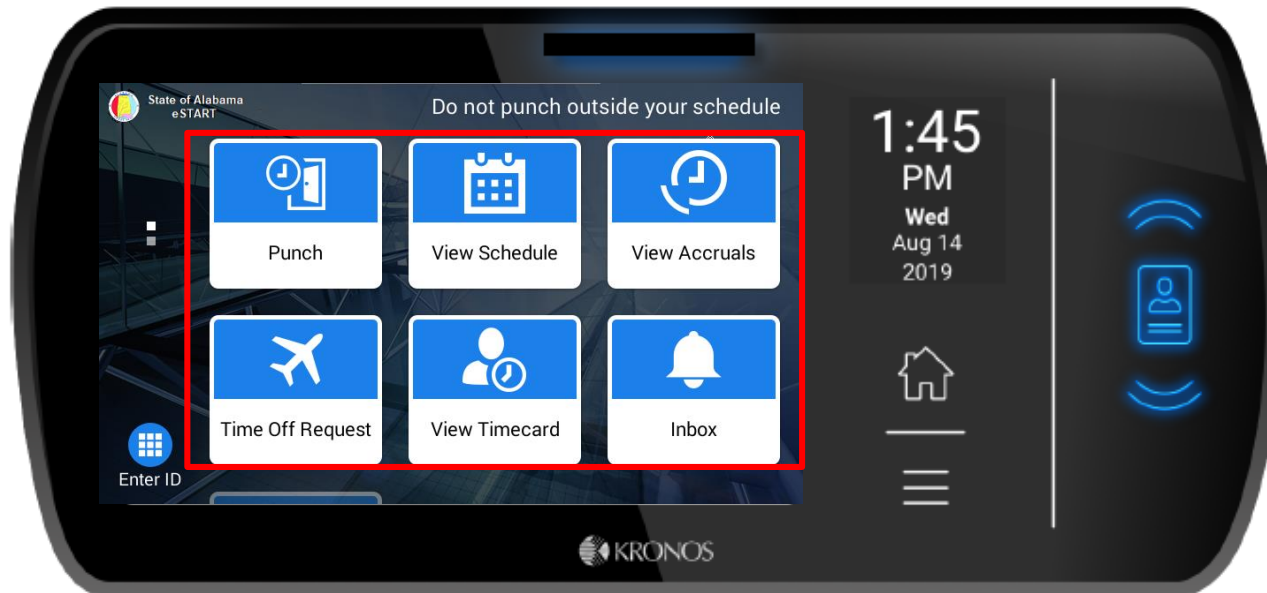 State of Alabama
eSTART
Do not punch outside your schedule
Punch
View Schedule
View Accruals
Time Off Request
View Timecard
Inbox
Enter ID
1:45
PM
Wed
Aug 14
2019
KRONOS